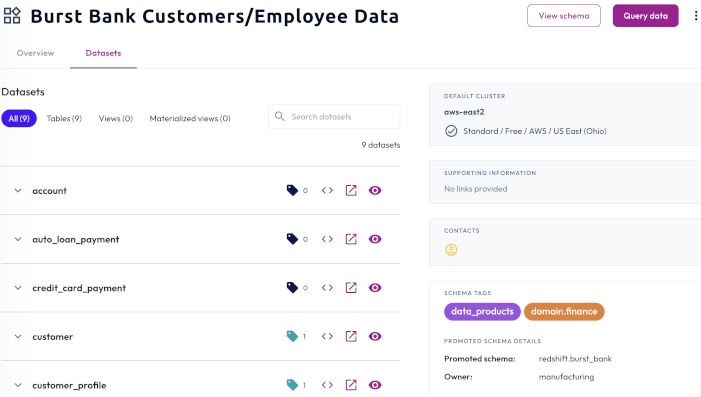 Burst Bank Customers/Employee Data
View schema
Query data
Overview
Datasets
Datasets
All (9)
Tables (9)
Views (0)
Materialized views (0)
Search datasets
9 datasets
account
0
auto_loan_payment
0
credit_card_payment
0
customer
1
customer_profile
1
DEFAULT CLUSTER
aws-east2
Standard / Free / AWS / US East (Ohio)
SUPPORTING INFORMATION
No links provided
CONTACTS
SCHEMA TAGS
data_products
domain.finance
PROMOTED SCHEMA DETAILS
Promoted schema: redshift.burst_bank
Owner: manufacturing